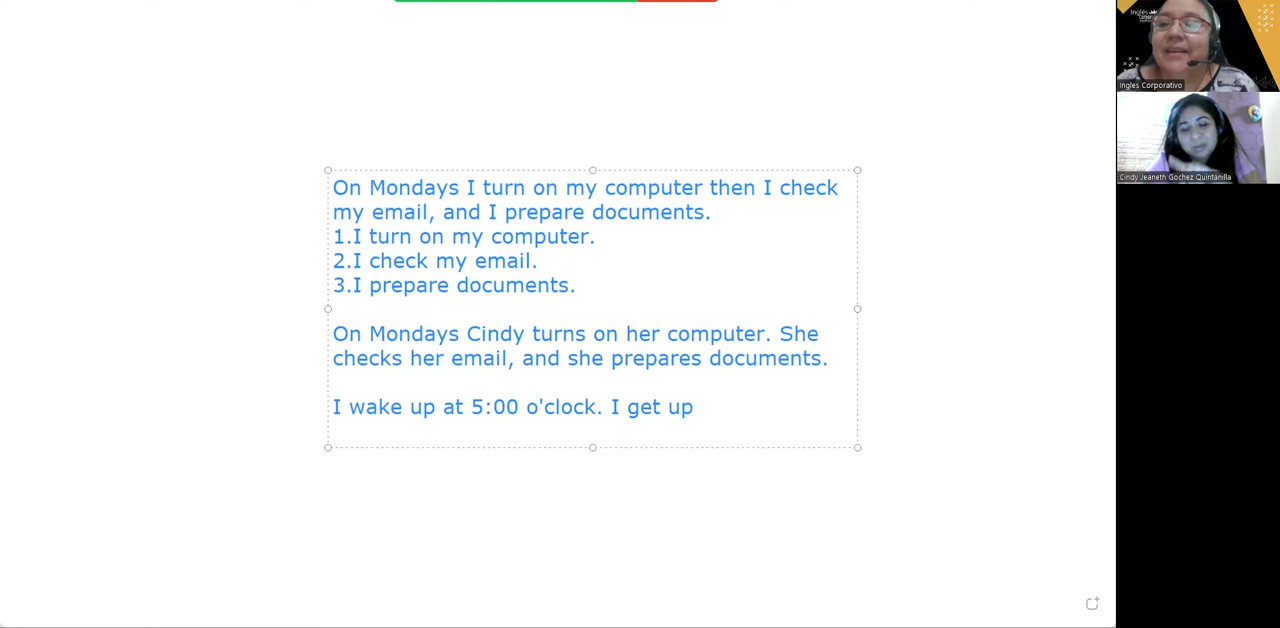 On Mondays I turn on my computer then I check
my email, and I prepare documents.
1.I turn on my computer.
2.I check my email.
3.I prepare documents.
On Mondays Cindy turns on her computer. She
checks her email, and she prepares documents.
I wake up at 5:00 o'clock. I get up
Inglés
Ingles Corporativo
Cindy Jeaneth Gochez Quintanilla